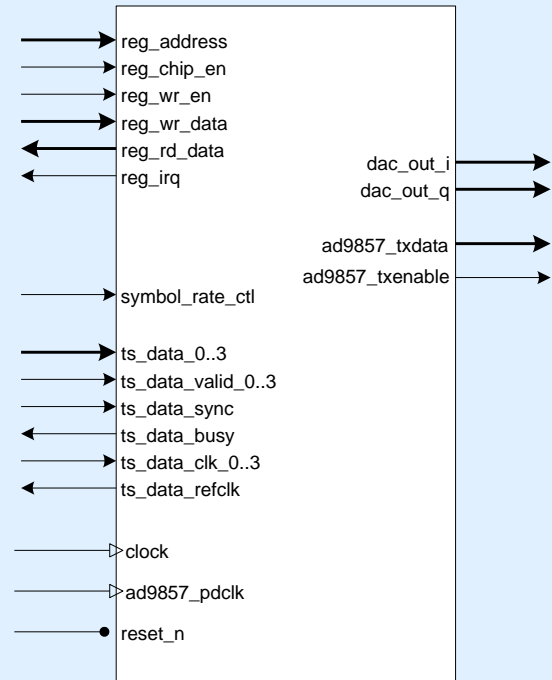 reg_address
reg_chip_en
reg_wr_en
reg_wr_data
reg_rd_data
reg_irq
dac_out_i
dac_out_q
ad9857_txdata
ad9857_txenable
symbol_rate_ctl
ts_data_0..3
ts_data_valid_0..3
ts_data_sync
ts_data_busy
ts_data_clk_0..3
ts_data_refclk
clock
ad9857_pdclk
reset_n